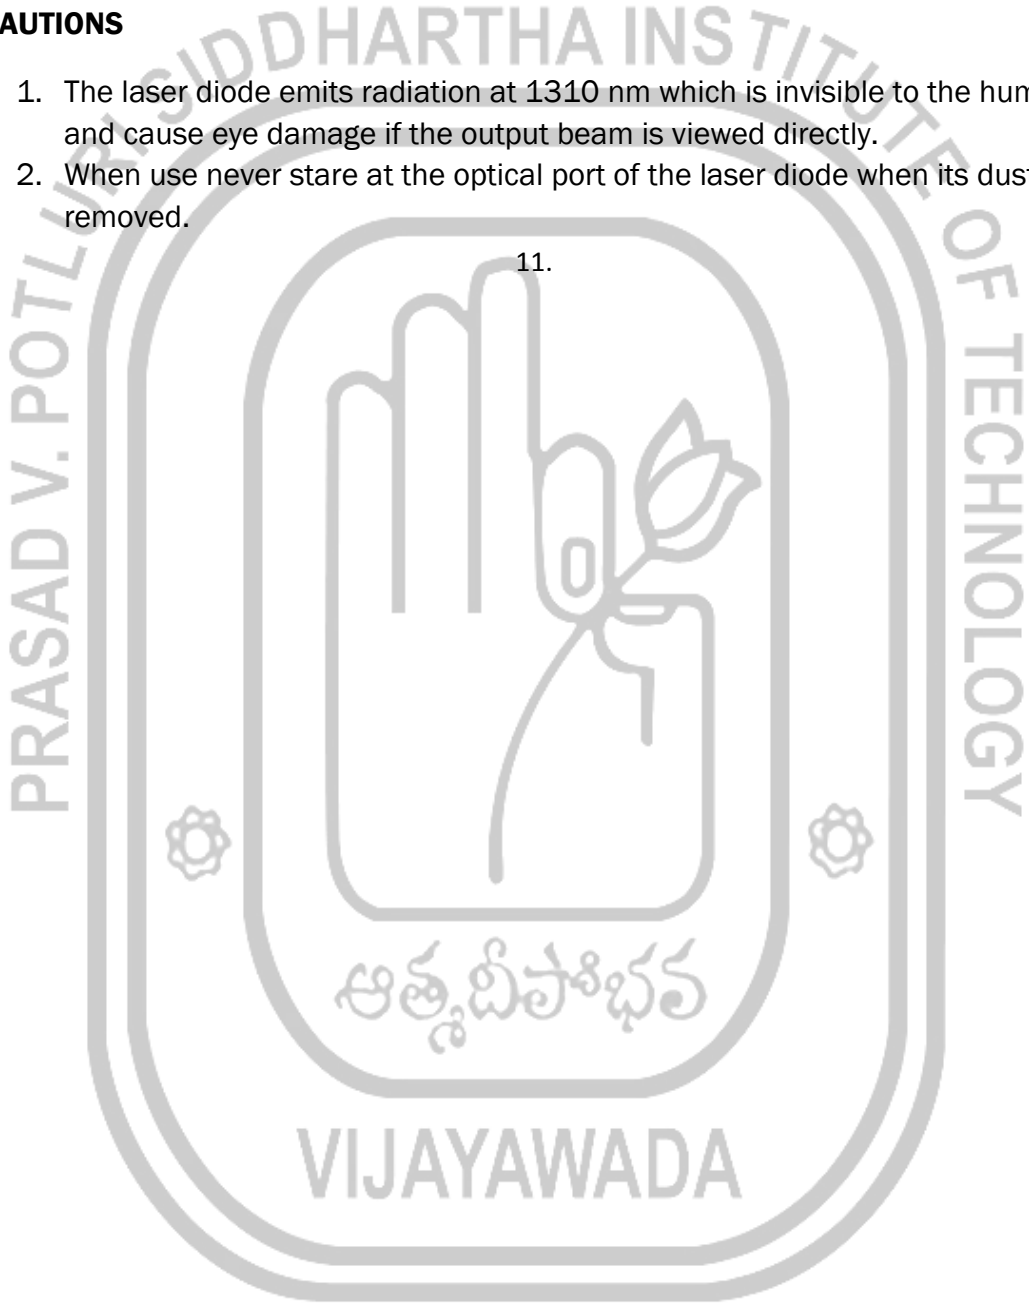 AUTIONS
SIDDHARTHA INSTITUTE OF TECHNOLOGY
1. The laser diode emits radiation at 1310 nm which is invisible to the hum
and cause eye damage if the output beam is viewed directly.
2. When use never stare at the optical port of the laser diode when its dust
removed.
11.
PRASAD V. POTLURI
ఆత్మదీపోభవ
VIJAYAWADA